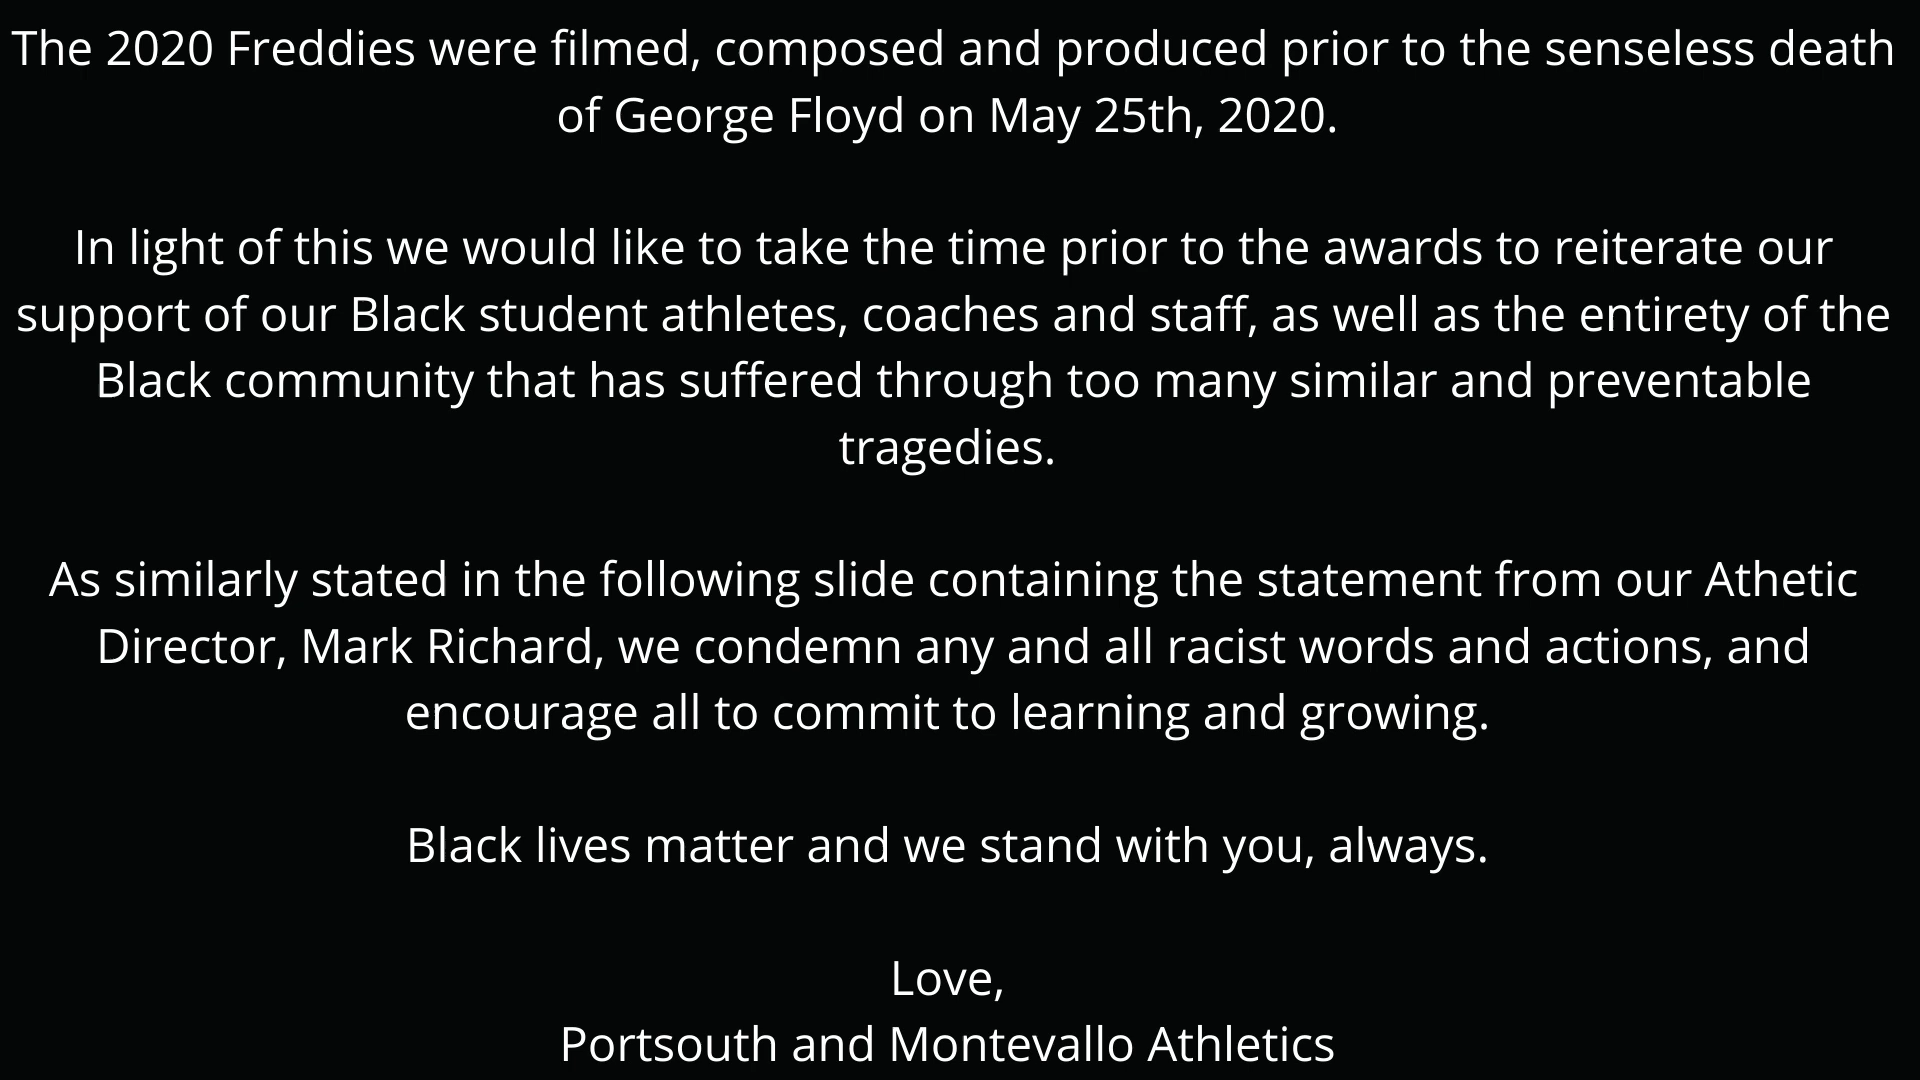 The 2020 Freddies were filmed, composed and produced prior to the senseless death
of George Floyd on May 25th, 2020.
In light of this we would like to take the time prior to the awards to reiterate our
support of our Black student athletes, coaches and staff, as well as the entirety of the
Black community that has suffered through too many similar and preventable
tragedies.
As similarly stated in the following slide containing the statement from our Athetic
Director, Mark Richard, we condemn any and all racist words and actions, and
encourage all to commit to learning and growing.
Black lives matter and we stand with you, always.
Love,
Portsouth and Montevallo Athletics